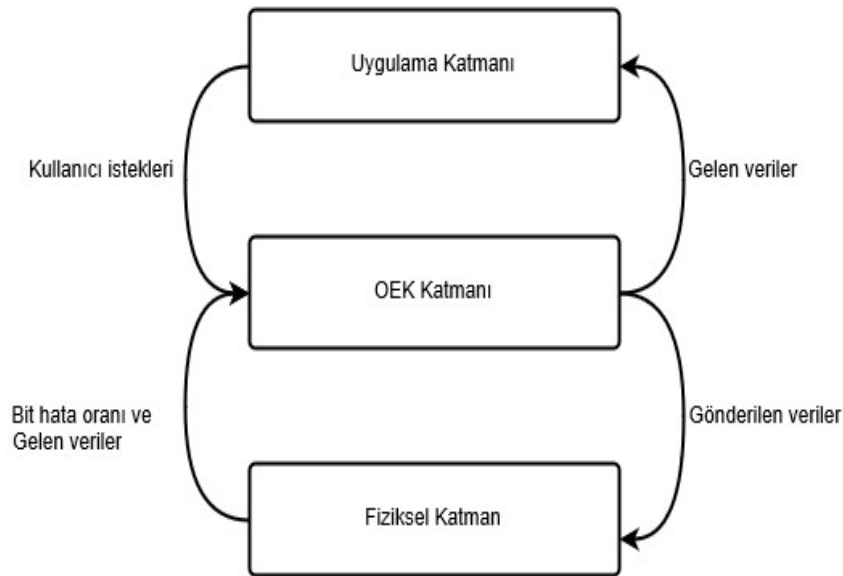 Uygulama Katmanı
Kullanıcı istekleri
Gelen veriler
OEK Katmanı
Bit hata oranı ve
Gelen veriler
Gönderilen veriler
Fiziksel Katman